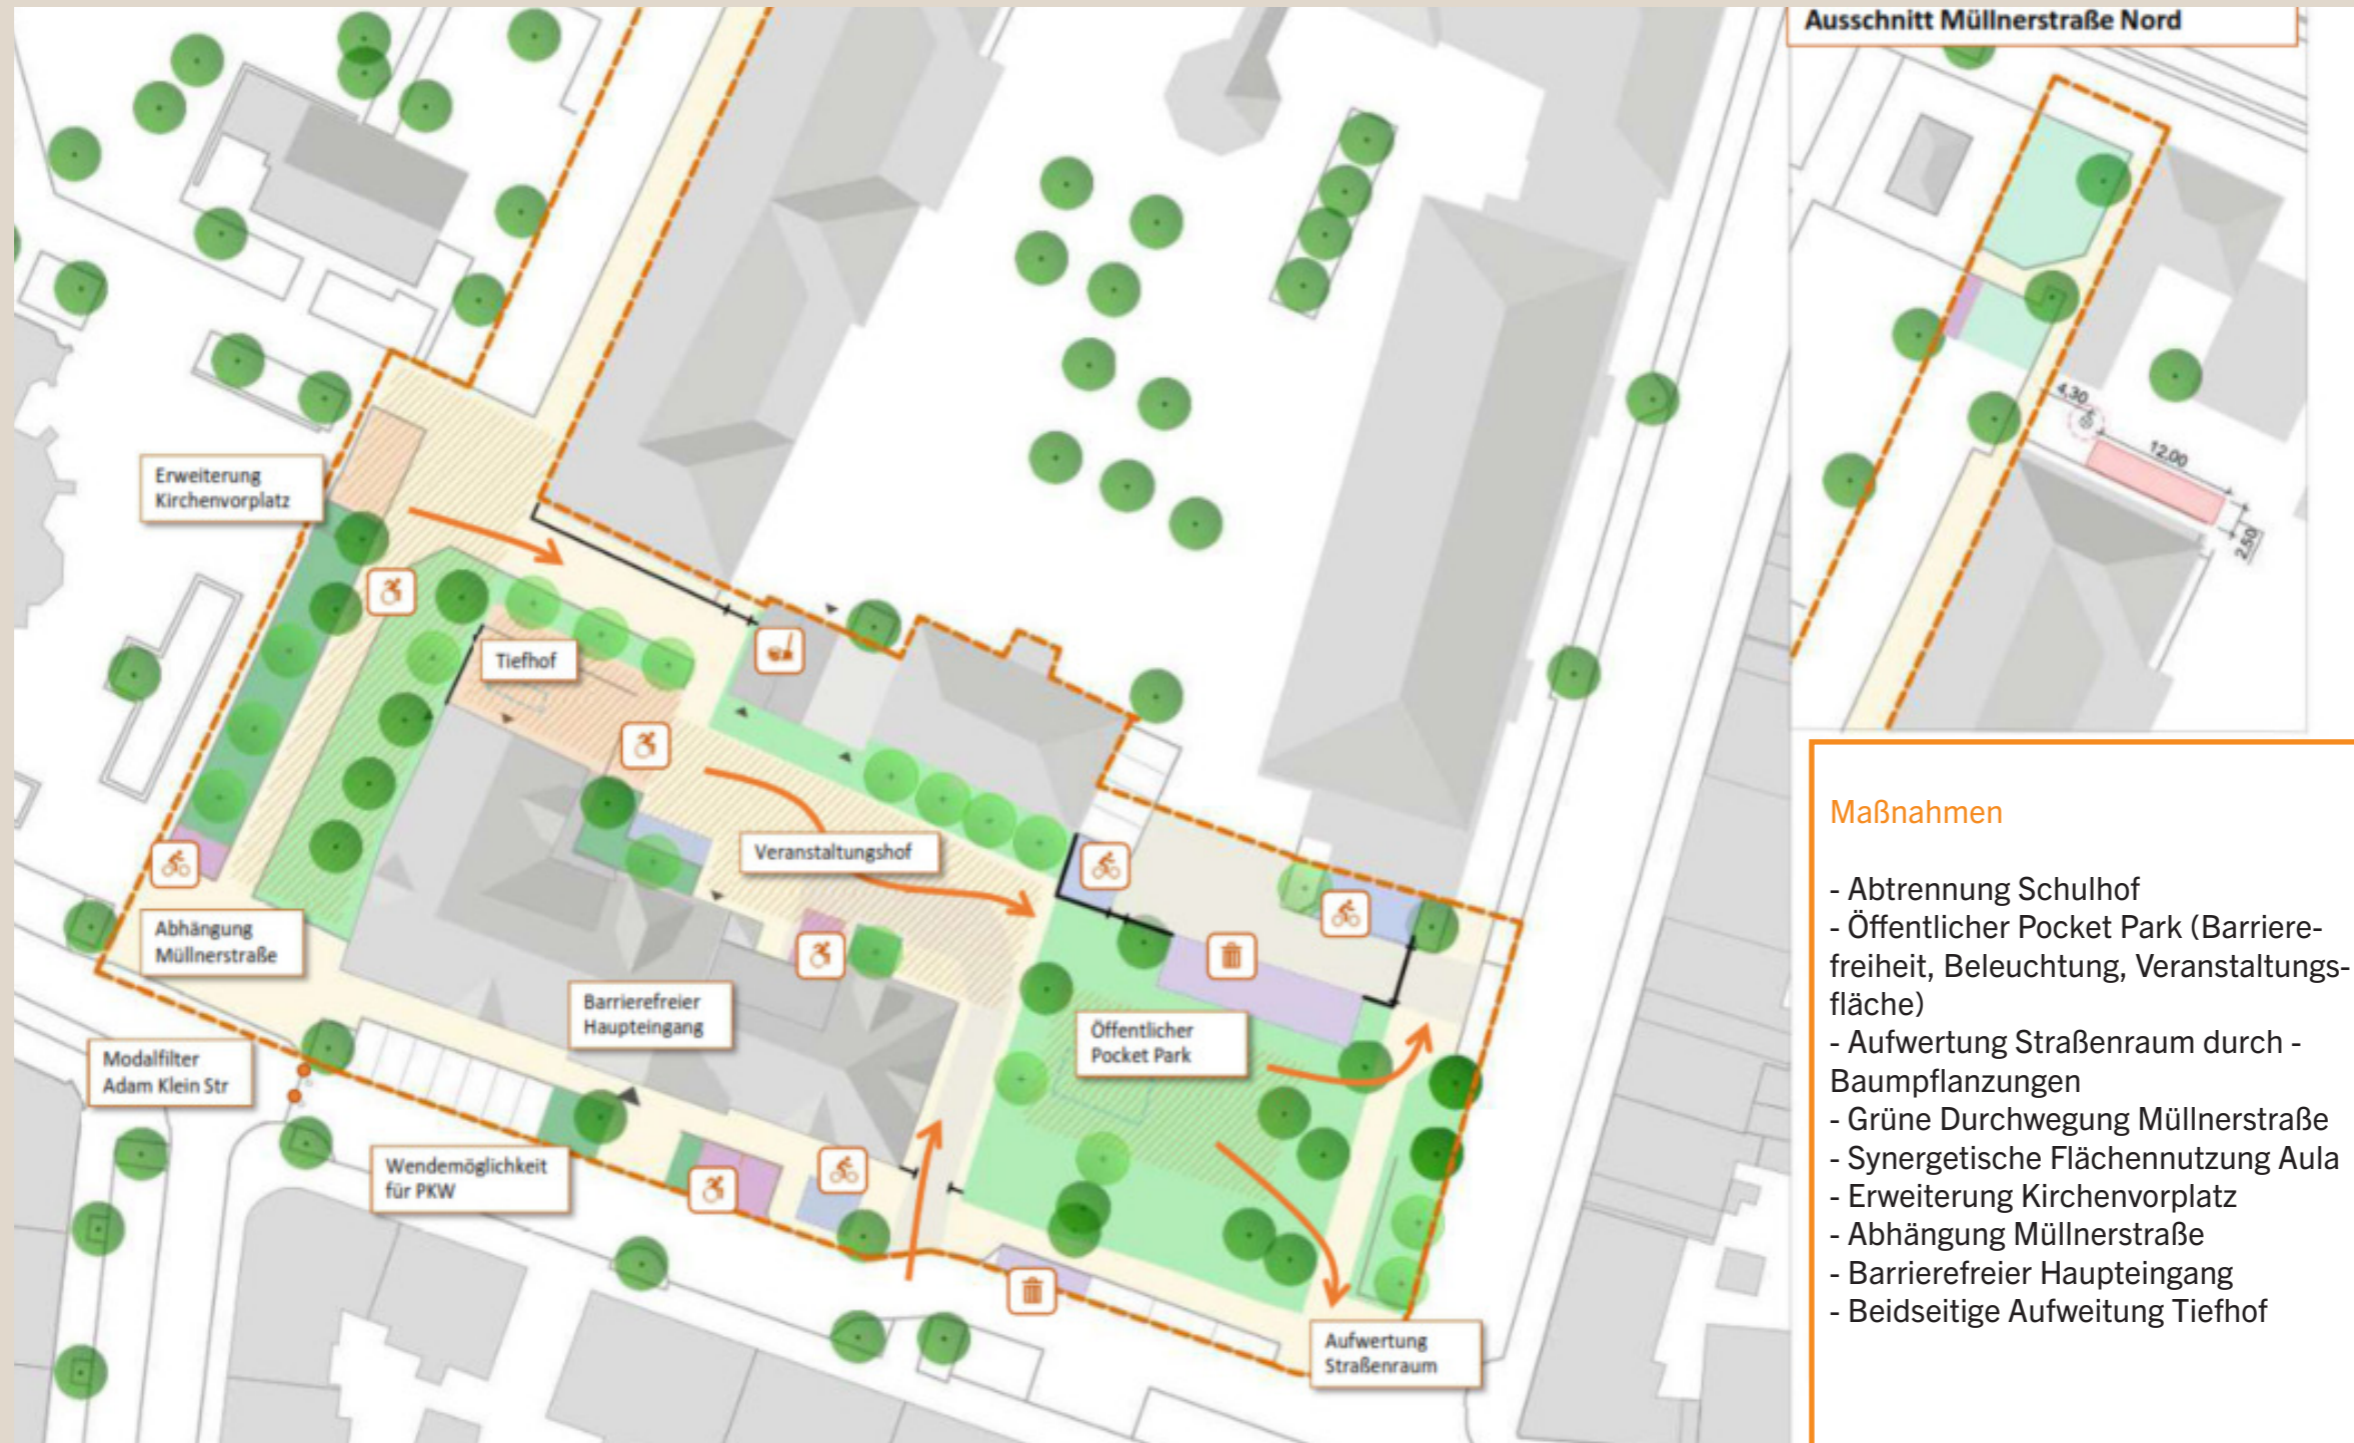 Ausschnitt Müllnerstraße Nord
4,30
12,00
2,50
Erweiterung
Kirchenvorplatz
Tiefhof
Veranstaltungshof
Abhängung
Müllnerstraße
Barrierefreier
Haupteingang
Öffentlicher
Pocket Park
Modalfilter
Adam Klein Str
Wendemöglichkeit
für PKW
Aufwertung
Straßenraum
Maßnahmen
- Abtrennung Schulhof
- Öffentlicher Pocket Park (Barriere-
freiheit, Beleuchtung, Veranstaltungs-
fläche)
- Aufwertung Straßenraum durch -
Baumpflanzungen
- Grüne Durchwegung Müllnerstraße
- Synergetische Flächennutzung Aula
- Erweiterung Kirchenvorplatz
- Abhängung Müllnerstraße
- Barrierefreier Haupteingang
- Beidseitige Aufweitung Tiefhof